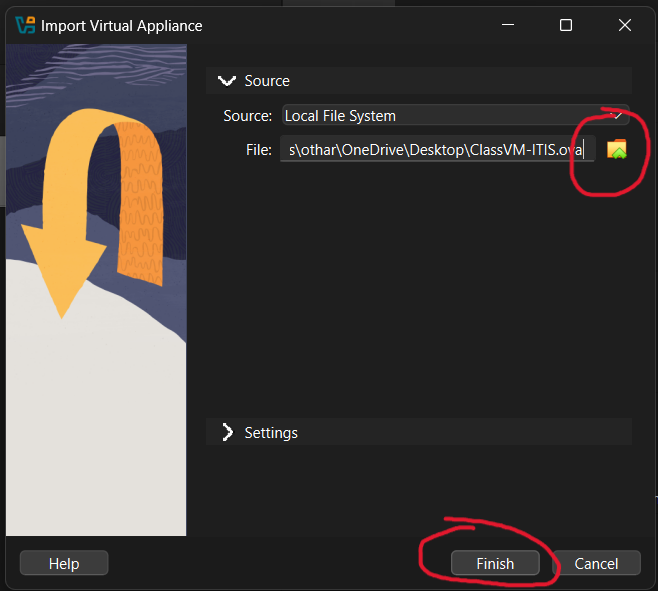 Import Virtual Appliance
Source
Source: Local File System
File: s\othar\OneDrive\Desktop\ClassVM-ITIS.ova
Settings
Help Finish Cancel